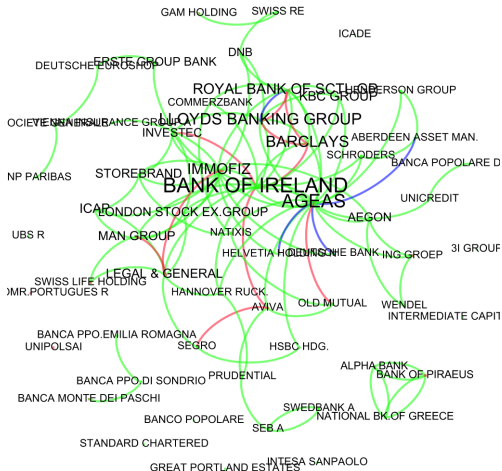 GAM HOLDING
SWISS RE
ICADE
DNB
ERSTE GROUP BANK
DEUTSCHE EUROSHOP
ROYAL BANK OF SCTL.GP.
HENDERSON GROUP
KBC GROUP
COMMERZBANK
LLOYDS BANKING GROUP
VIENNA INSURANCE GROUP A
INVESTEC
ABERDEEN ASSET MAN.
BARCLAYS
SCHRODERS
BANCA POPOLARE D
NP PARIBAS
STOREBRAND
IMMOFIZ
BANK OF IRELAND
UNICREDIT
AGEAS
ICAP
LONDON STOCK EX.GROUP
AEGON
UBS R
MAN GROUP
NATIXIS
3I GROUP
HELVETIA HOLDING N
DEUTSCHE BANK
ING GROEP
LEGAL & GENERAL
SWISS LIFE HOLDING
OMR.PORTUGUES R
HANNOVER RUCK.
AVIVA
OLD MUTUAL
WENDEL
INTERMEDIATE CAPIT
BANCA PPO.EMILIA ROMAGNA
UNIPOLSAI
SEGRO
HSBC HDG.
PRUDENTIAL
ALPHA BANK
BANK OF PIRAEUS
BANCA PPO.DI SONDRIO
BANCA MONTE DEI PASCHI
BANCO POPOLARE
SWEDBANK A
NATIONAL BK.OF GREECE
SEB A
STANDARD CHARTERED
INTESA SANPAOLO
GREAT PORTLAND ESTATES